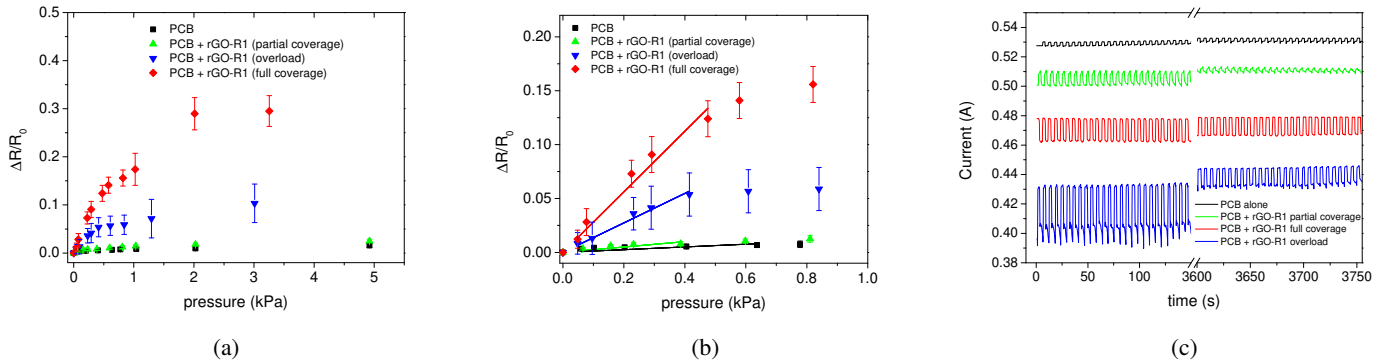 (a)
0.5
0.4
0.3
0.2
0.1
0.0
ΔR/R0
PCB
PCB + rGO-R1 (partial coverage)
PCB + rGO-R1 (overload)
PCB + rGO-R1 (full coverage)
0 1 2 3 4 5
pressure (kPa)
(a)
(b)
0.20
0.15
0.10
0.05
0.00
ΔR/R0
PCB
PCB + rGO-R1 (partial coverage)
PCB + rGO-R1 (overload)
PCB + rGO-R1 (full coverage)
0.0 0.2 0.4 0.6 0.8 1.0
pressure (kPa)
(b)
(c)
0.54
0.52
0.50
0.48
0.46
0.44
0.42
0.40
0.38
Current (A)
PCB alone
PCB + rGO-R1 partial coverage
PCB + rGO-R1 full coverage
PCB + rGO-R1 overload
0 50 100 3600 3650 3700 3750
time (s)
(c)